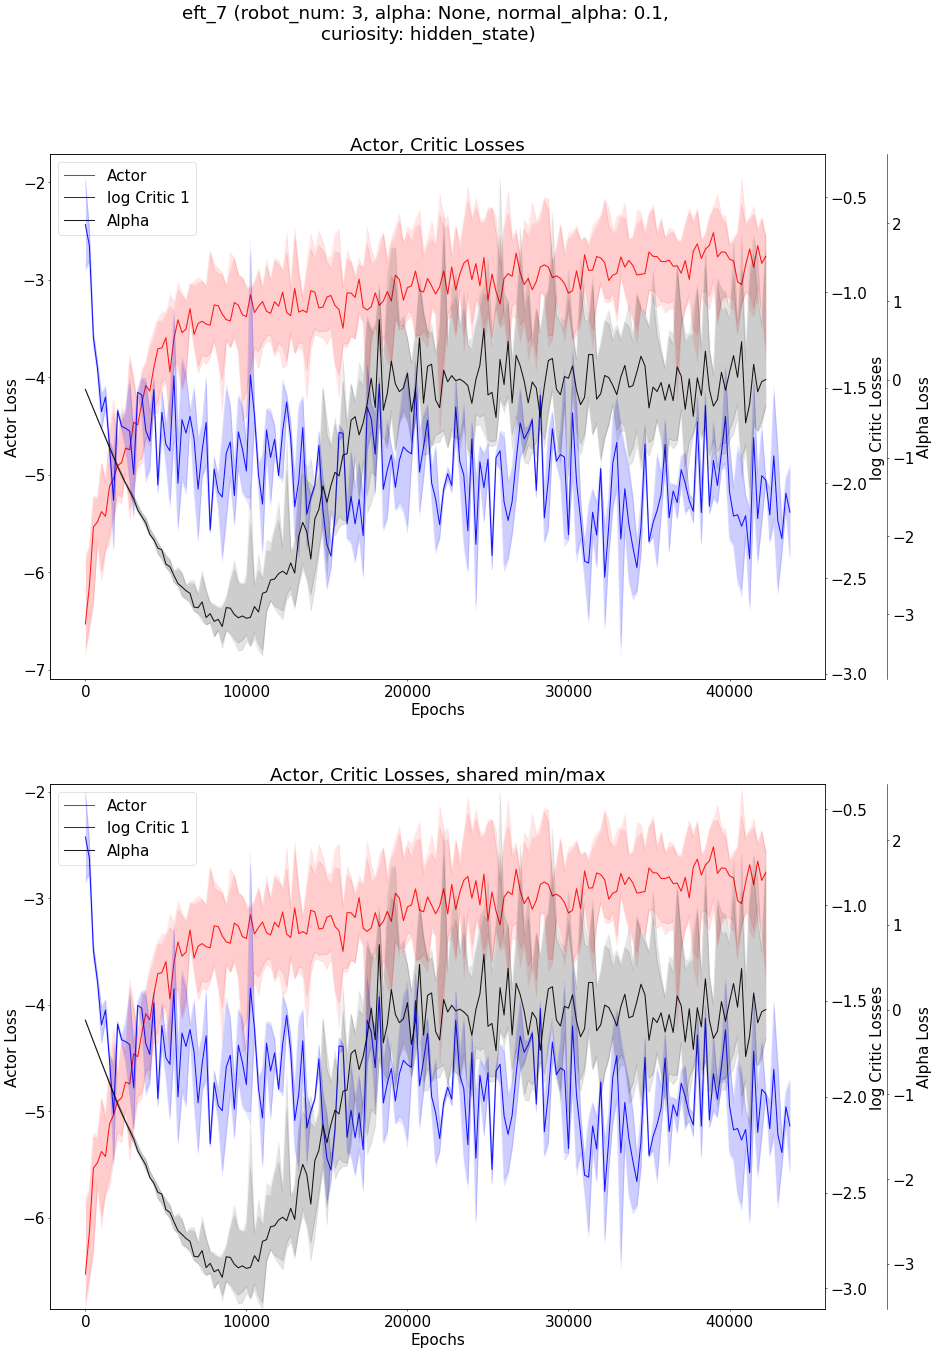 eft_7 (robot_num: 3, alpha: None, normal_alpha: 0.1,
curiosity: hidden_state)
Actor, Critic Losses
Actor
log Critic 1
Alpha
−2
−3
−4
−5
−6
−7
Actor Loss
−0.5
−1.0
−1.5
−2.0
−2.5
−3.0
log Critic Losses
2
1
0
−1
−2
−3
Alpha Loss
0
10000
20000
30000
40000
Epochs
Actor, Critic Losses, shared min/max
Actor
log Critic 1
Alpha
−2
−3
−4
−5
−6
Actor Loss
−0.5
−1.0
−1.5
−2.0
−2.5
−3.0
log Critic Losses
2
1
0
−1
−2
−3
Alpha Loss
0
10000
20000
30000
40000
Epochs